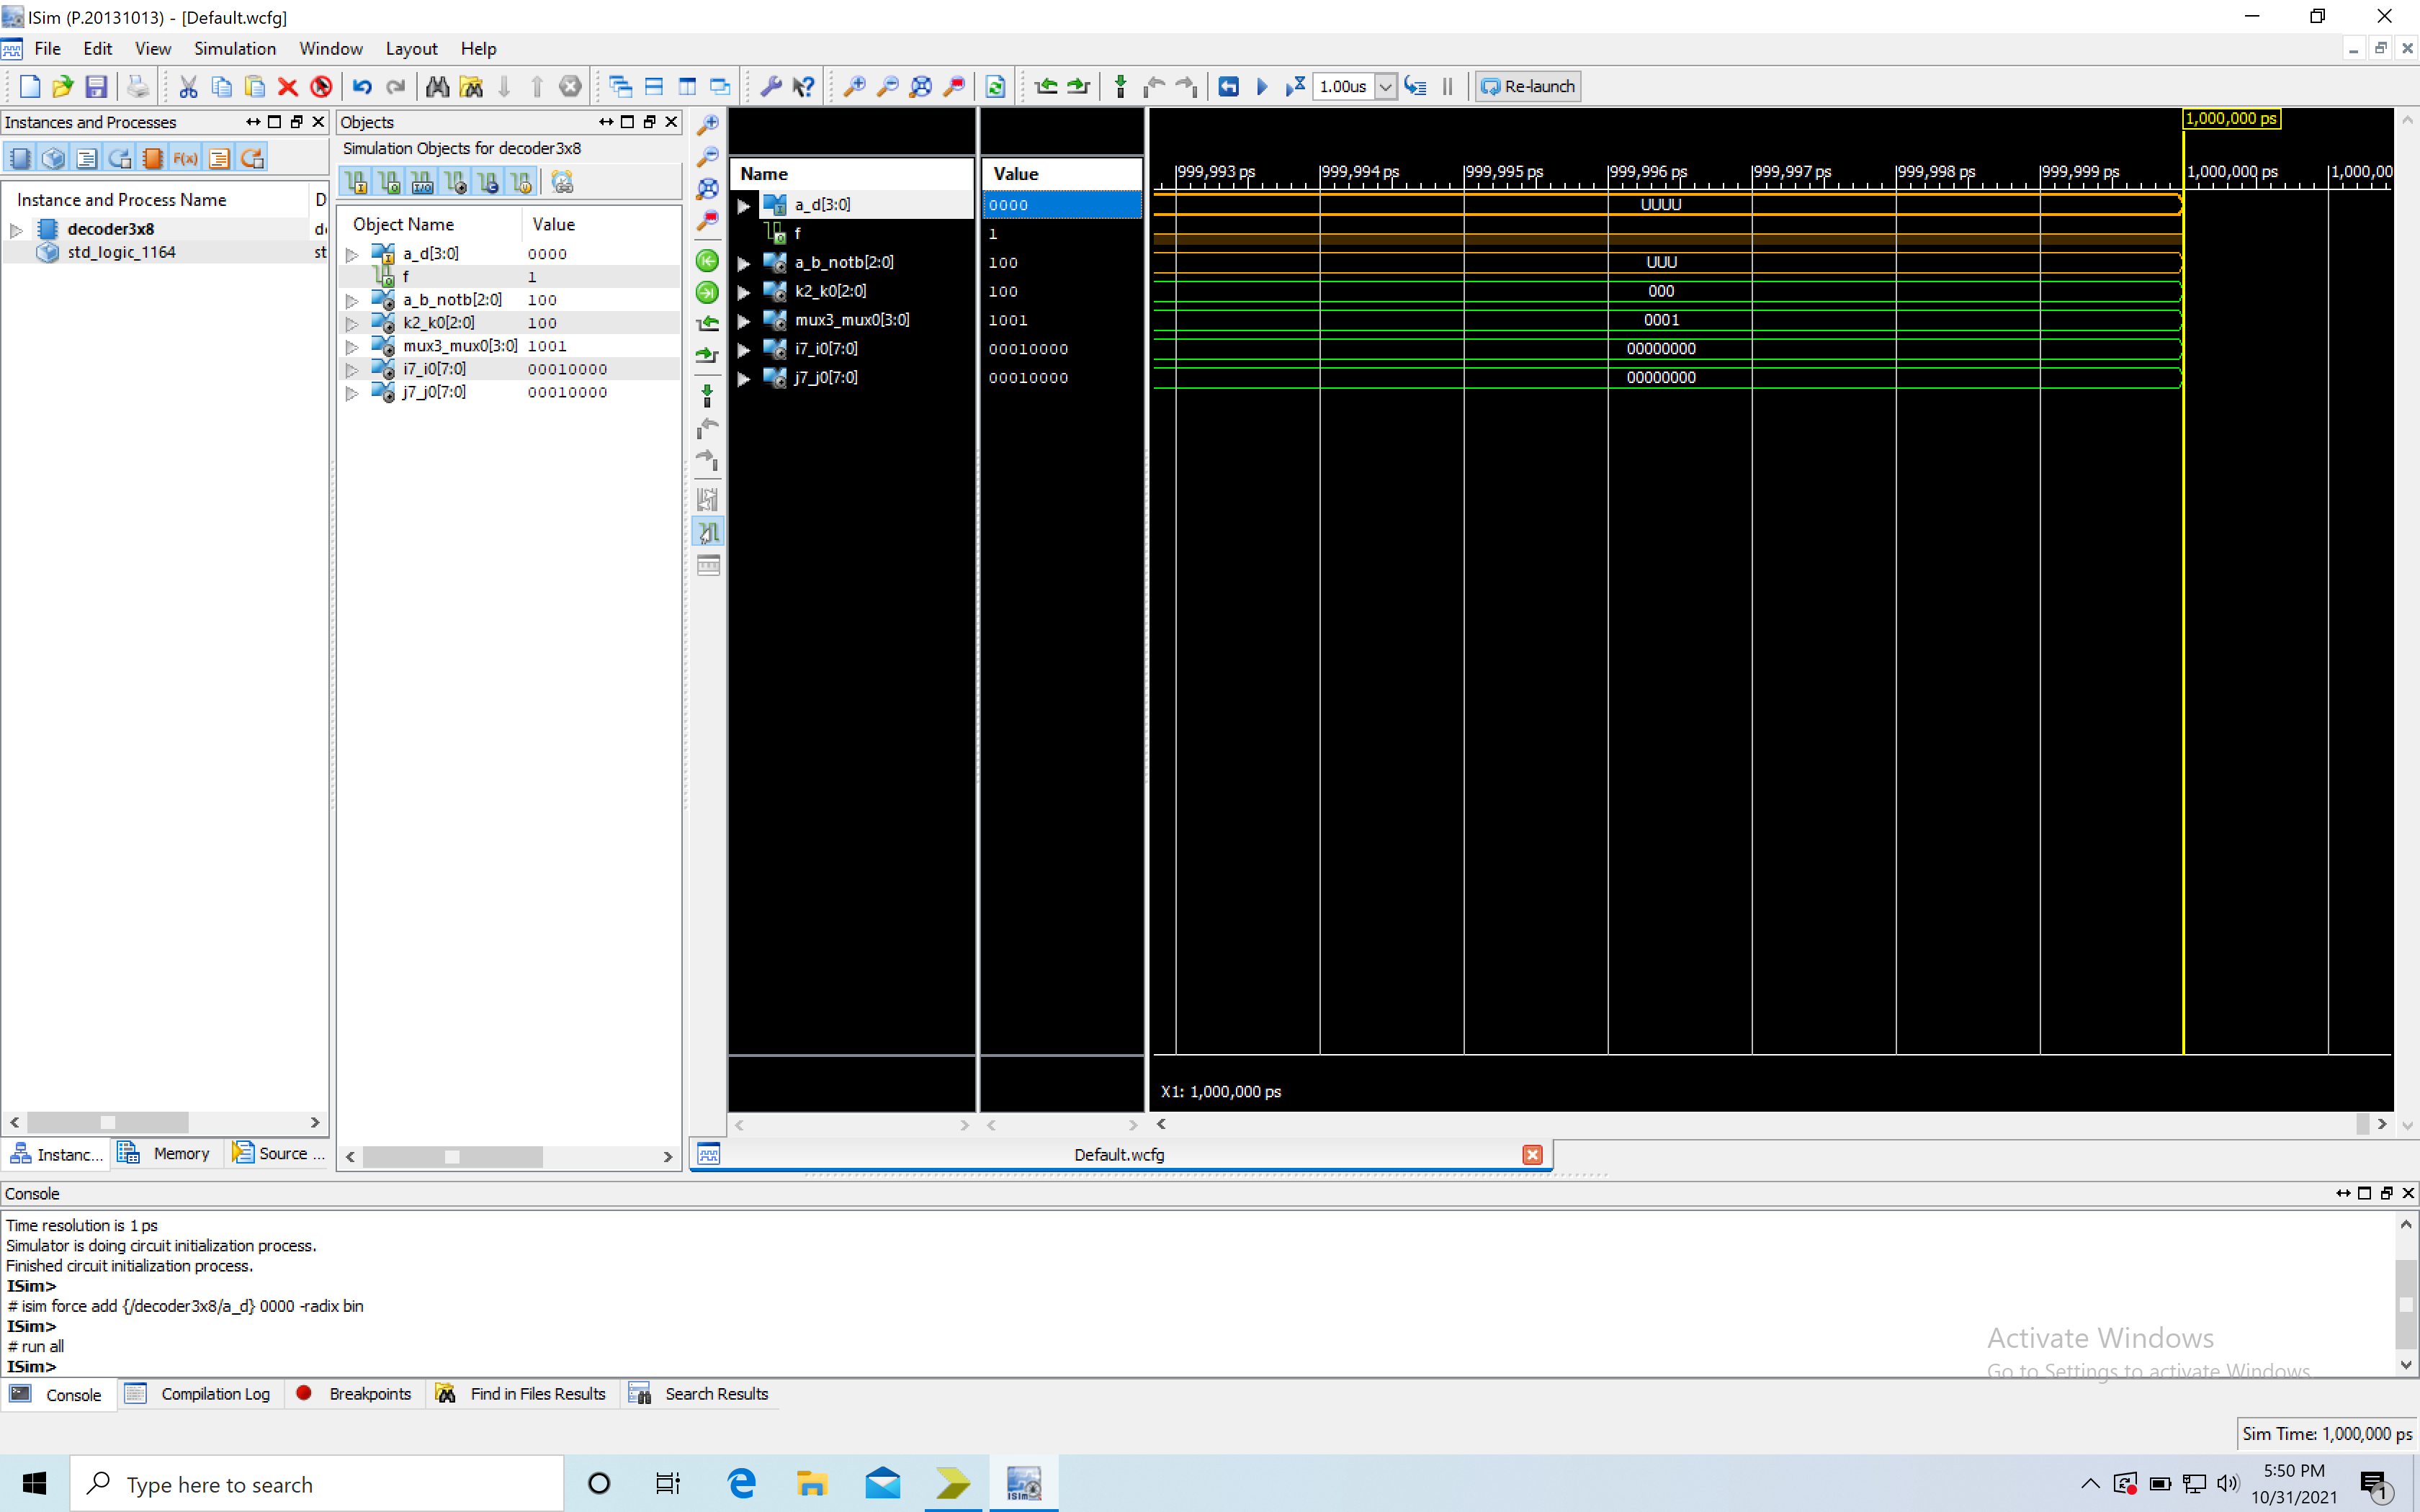 ISim (P.20131013) - [Default.wcfg]
File Edit View Simulation Window Layout Help
1.00us Re-launch
Instances and Processes
F(x)
Instance and Process Name D
decoder3x8
std_logic_1164 st
Instanc... Memory Source ...
Objects
Simulation Objects for decoder3x8
Object Name Value
a_d[3:0] 0000
f 1
a_b_notb[2:0] 100
k2_k0[2:0] 100
mux3_mux0[3:0] 1001
i7_i0[7:0] 00010000
j7_j0[7:0] 00010000
Name Value
a_d[3:0] 0000
f 1
a_b_notb[2:0] 100
k2_k0[2:0] 100
mux3_mux0[3:0] 1001
i7_i0[7:0] 00010000
j7_j0[7:0] 00010000
1,000,000 ps
999,993 ps 999,994 ps 999,995 ps 999,996 ps 999,997 ps 999,998 ps 999,999 ps 1,000,000 ps 1,000,00
UUUU
UUU
000
0001
00000000
00000000
X1: 1,000,000 ps
Default.wcfg
Console
Time resolution is 1 ps
Simulator is doing circuit initialization process.
Finished circuit initialization process.
ISim>
# isim force add {/decoder3x8/a_d} 0000 -radix bin
ISim>
# run all
ISim>
Activate Windows
Go to Settings to activate Windows.
Console Compilation Log Breakpoints Find in Files Results Search Results
Sim Time: 1,000,000 ps
Type here to search
ISim
5:50 PM
10/31/2021
1